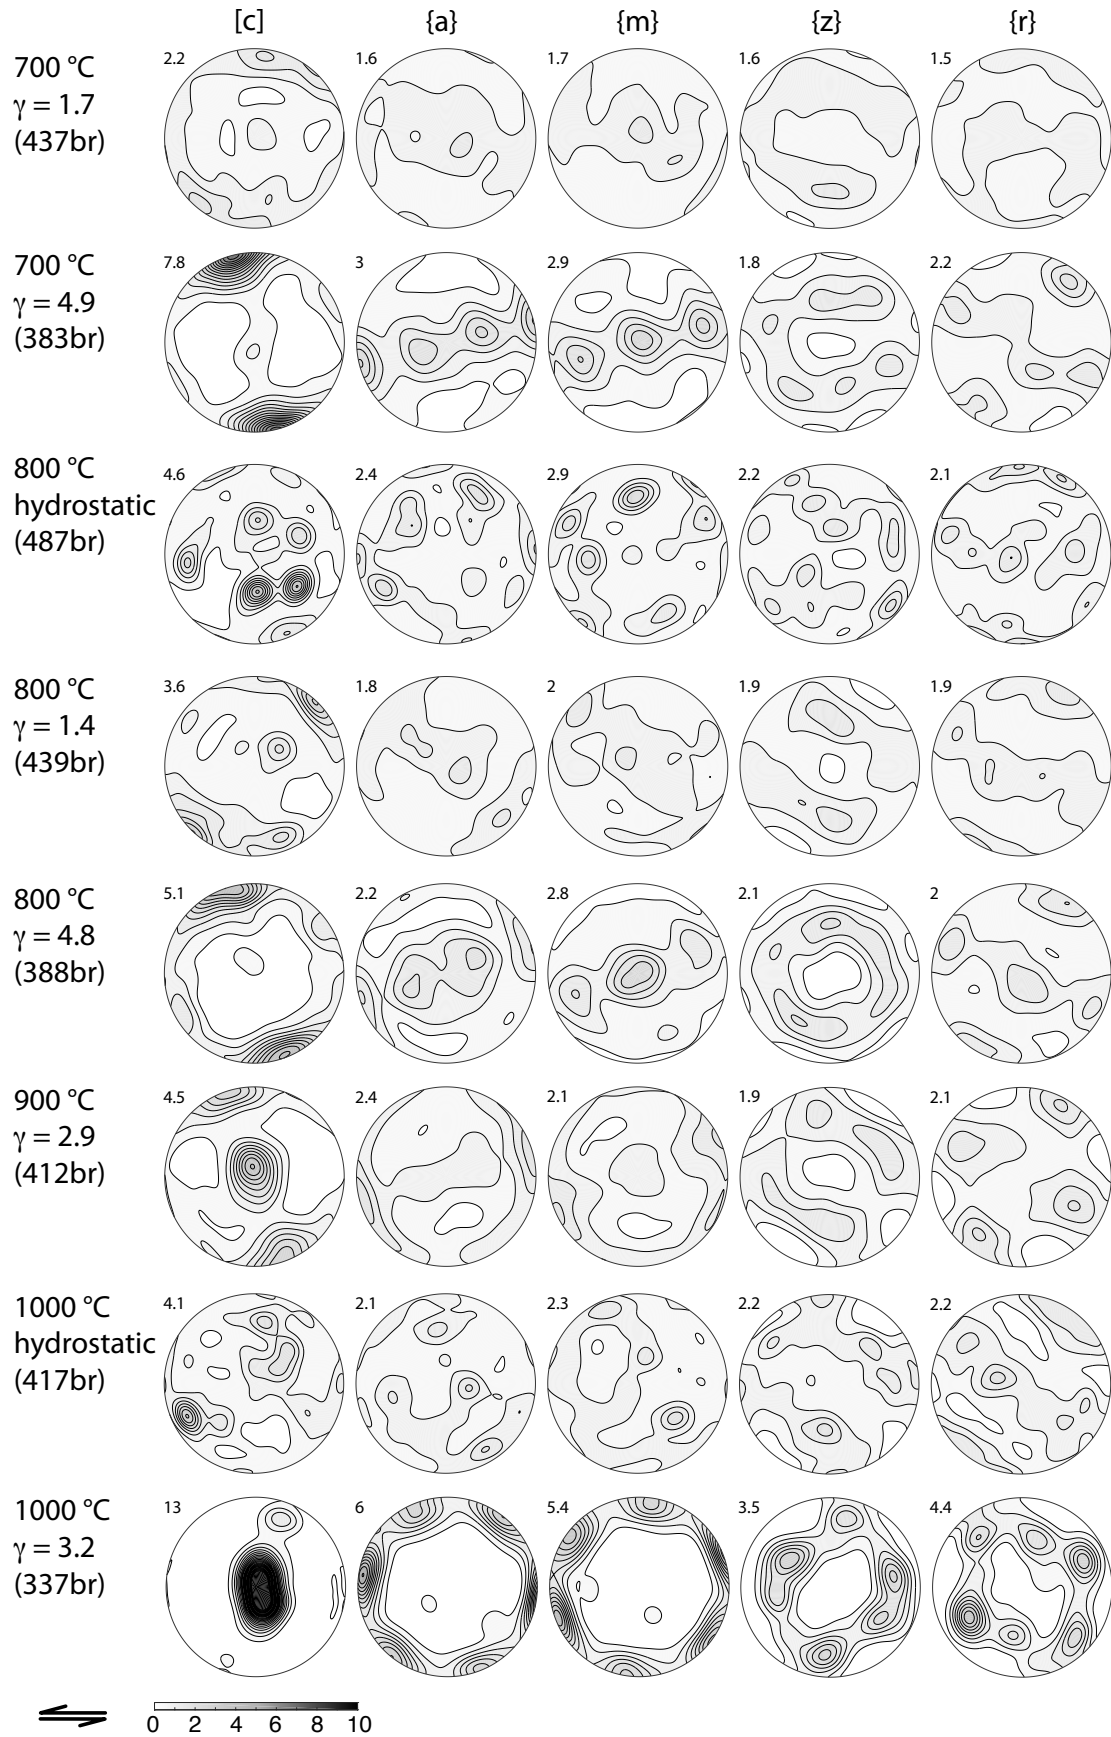 [c] {a} {m} {z} {r}
700 °C
γ = 1.7
(437br)
2.2 1.6 1.7 1.6 1.5
700 °C
γ = 4.9
(383br)
7.8 3 2.9 1.8 2.2
800 °C
hydrostatic
(487br)
4.6 2.4 2.9 2.2 2.1
800 °C
γ = 1.4
(439br)
3.6 1.8 2 1.9 1.9
800 °C
γ = 4.8
(388br)
5.1 2.2 2.8 2.1 2
900 °C
γ = 2.9
(412br)
4.5 2.4 2.1 1.9 2.1
1000 °C
hydrostatic
(417br)
4.1 2.1 2.3 2.2 2.2
1000 °C
γ = 3.2
(337br)
13 6 5.4 3.5 4.4
0 2 4 6 8 10